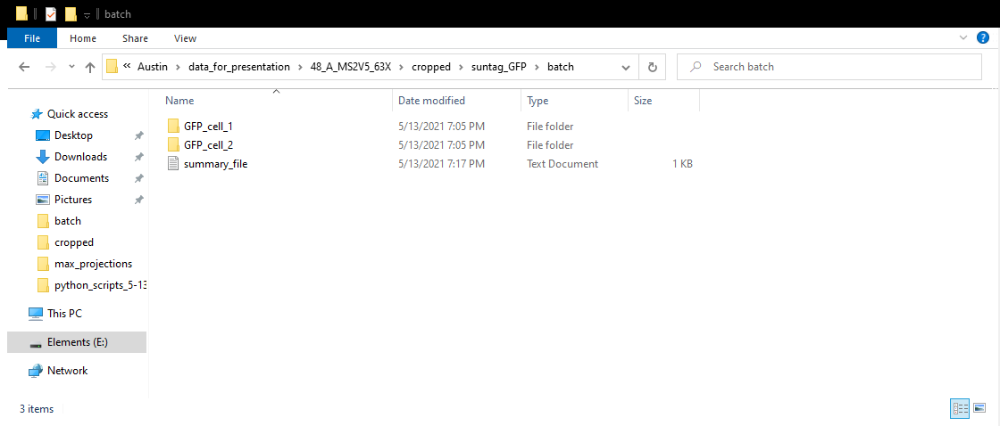 batch
File Home Share View
« Austin › data_for_presentation › 48_A_MS2V5_63X › cropped › suntag_GFP › batch Search batch
Name Date modified Type Size
Quick access
Desktop
Downloads
Documents
Pictures
batch
cropped
max_projections
python_scripts_5-13
This PC
Elements (E:)
Network
GFP_cell_1 5/13/2021 7:05 PM File folder
GFP_cell_2 5/13/2021 7:05 PM File folder
summary_file 5/13/2021 7:17 PM Text Document 1 KB
3 items